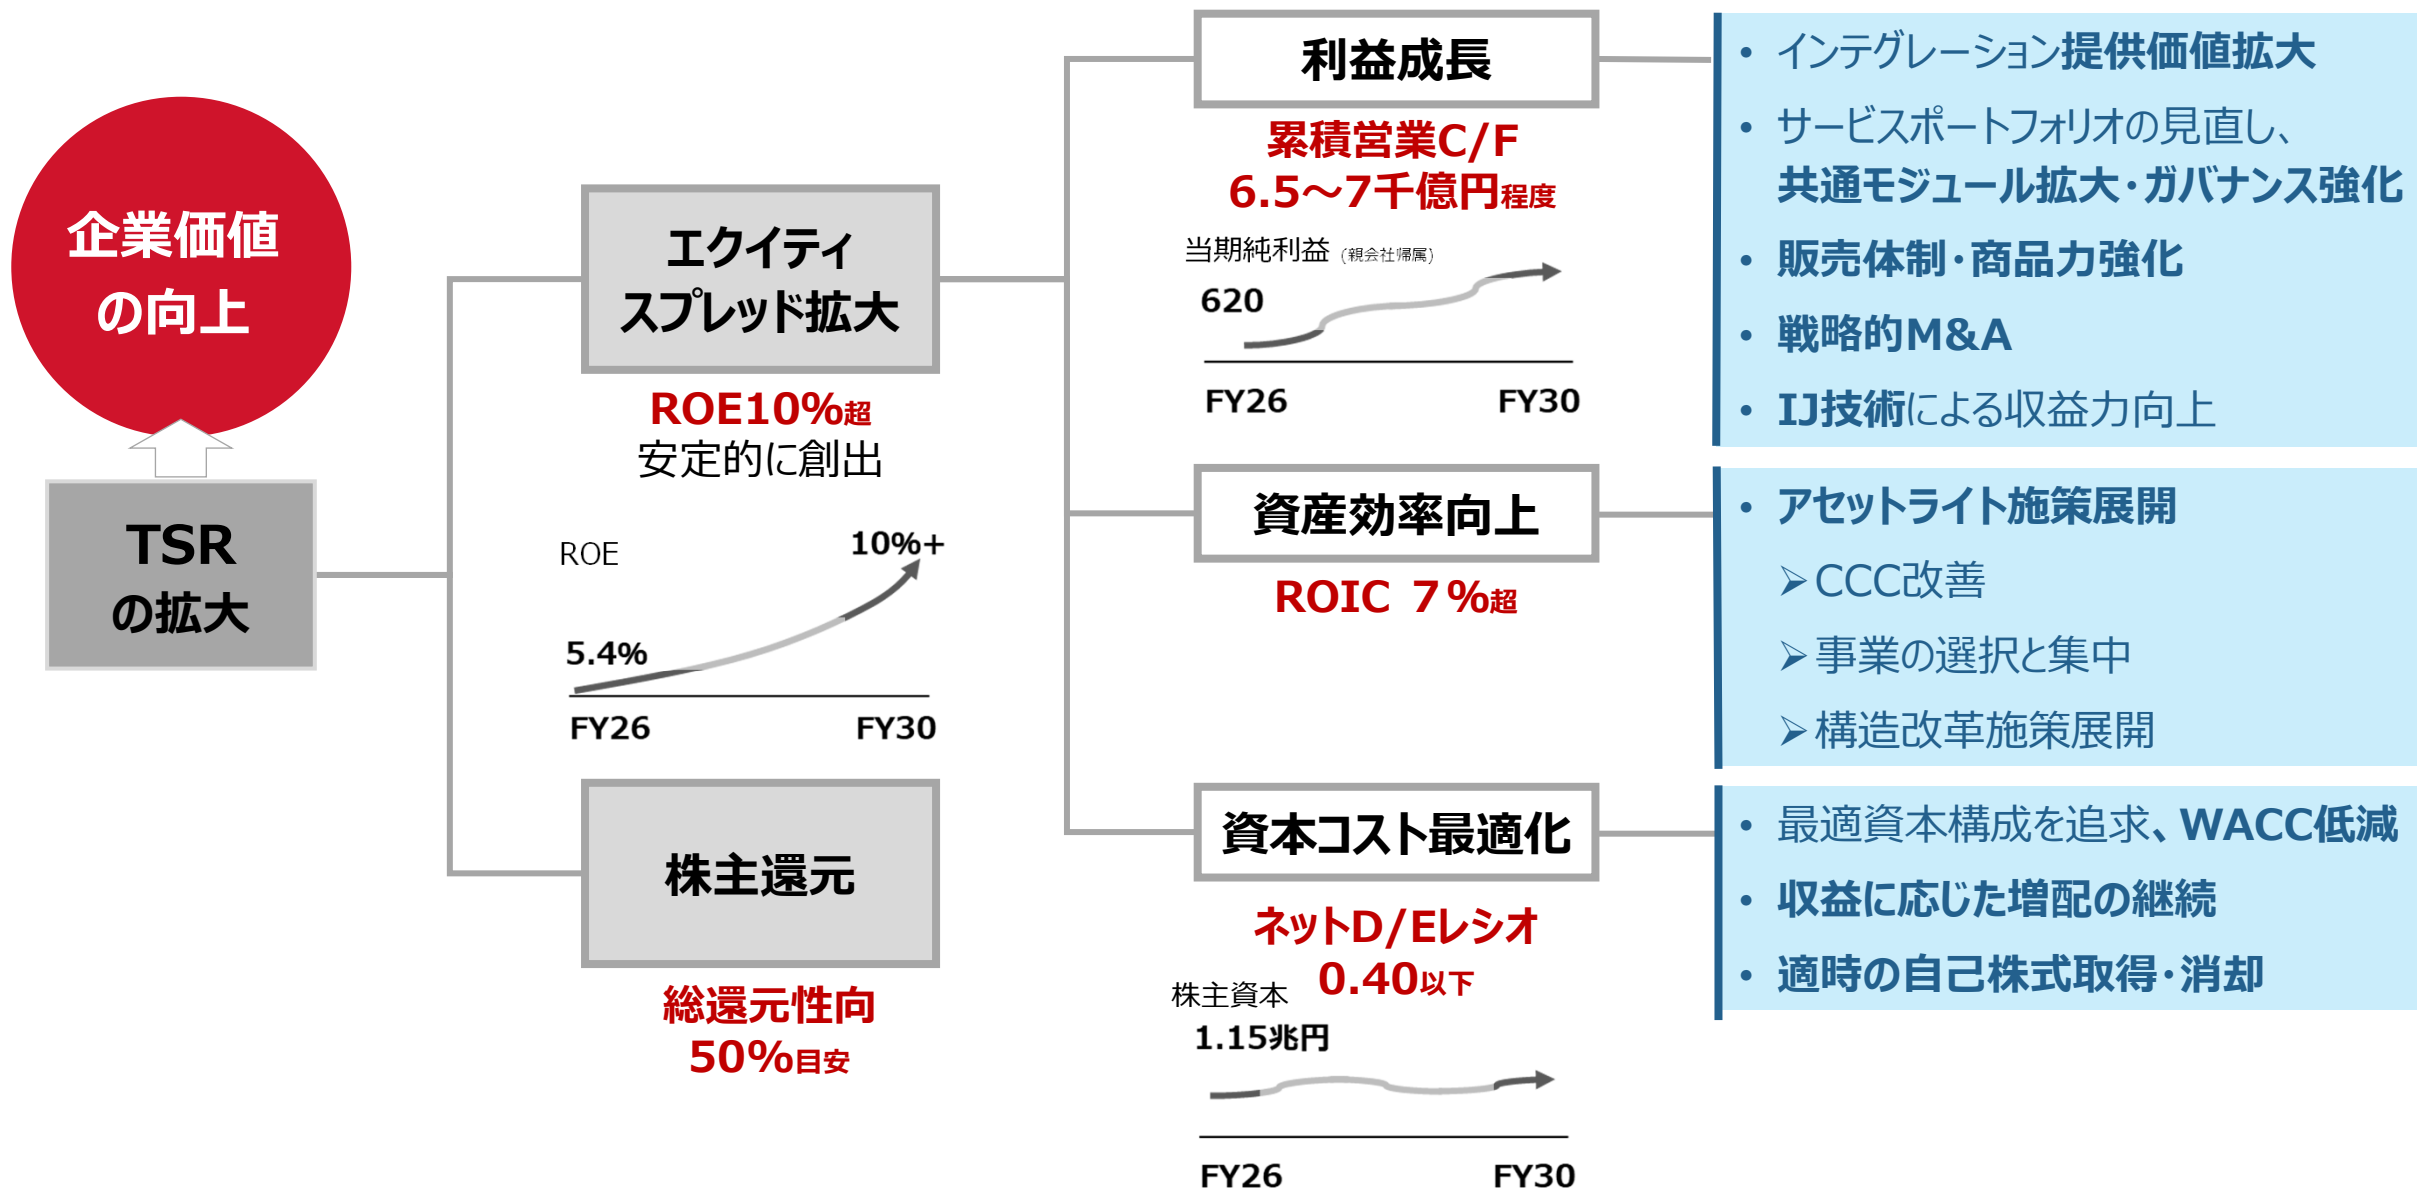 企業価値
の向上
TSR
の拡大
エクイティ
スプレッド拡大
ROE10%超
安定的に創出
ROE
10%+
5.4%
FY26
FY30
株主還元
総還元性向
50%目安
利益成長
累積営業C/F
6.5～7千億円程度
当期純利益 (親会社帰属)
620
FY26
FY30
資産効率向上
ROIC ７%超
資本コスト最適化
ネットD/Eレシオ
0.40以下
株主資本
1.15兆円
FY26
FY30
• インテグレーション提供価値拡大
• サービスポートフォリオの見直し、
共通モジュール拡大・ガバナンス強化
• 販売体制・商品力強化
• 戦略的M&A
• IJ技術による収益力向上
• アセットライト施策展開
➢CCC改善
➢事業の選択と集中
➢構造改革施策展開
• 最適資本構成を追求、WACC低減
• 収益に応じた増配の継続
• 適時の自己株式取得・消却